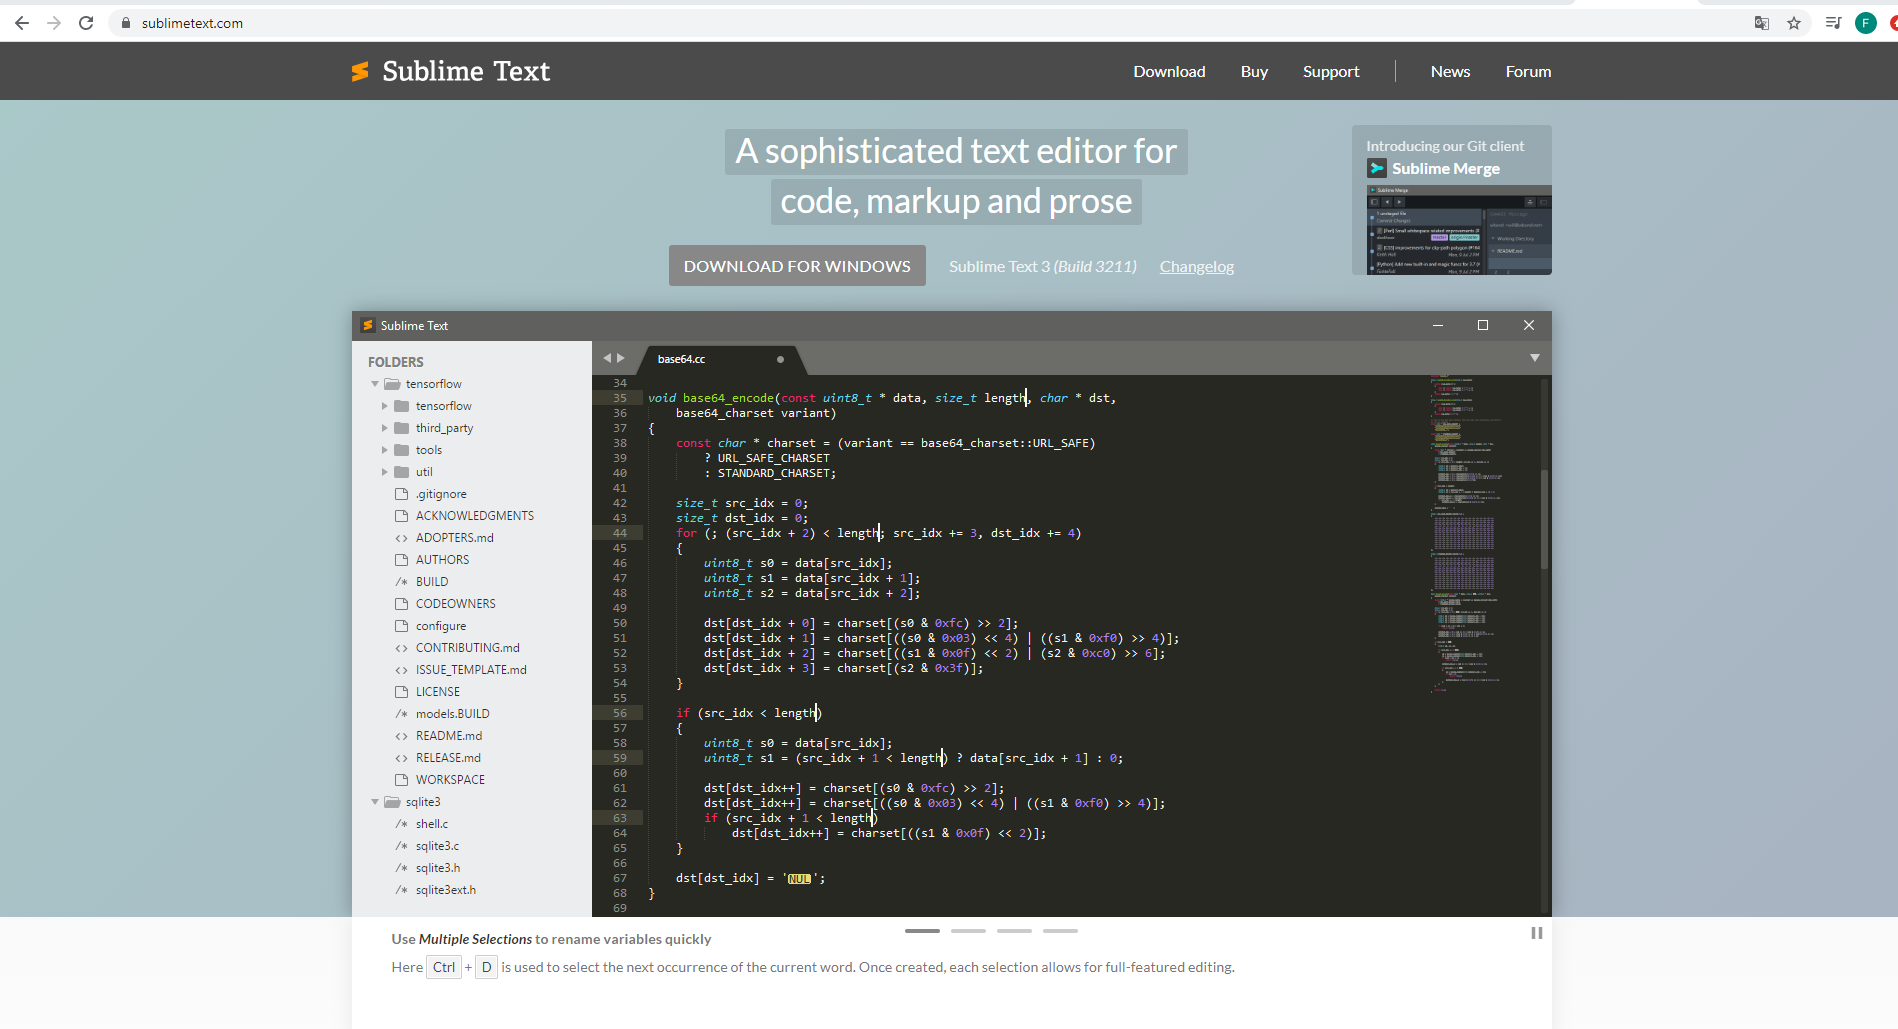 sublimetext.com
F
Sublime Text
Download Buy Support News Forum
A sophisticated text editor for
code, markup and prose
DOWNLOAD FOR WINDOWS Sublime Text 3 (Build 3211) Changelog
Introducing our Git client
Sublime Merge
Sublime Merge
Sublime Text
FOLDERS
tensorflow
tensorflow
third_party
tools
util
.gitignore
ACKNOWLEDGMENTS
ADOPTERS.md
AUTHORS
BUILD
CODEOWNERS
configure
CONTRIBUTING.md
ISSUE_TEMPLATE.md
LICENSE
models.BUILD
README.md
RELEASE.md
WORKSPACE
sqlite3
shell.c
sqlite3.c
sqlite3.h
sqlite3ext.h
base64.cc
34
35 void base64_encode(const uint8_t * data, size_t length, char * dst,
36 base64_charset variant)
37 {
38 const char * charset = (variant == base64_charset::URL_SAFE)
39 ? URL_SAFE_CHARSET
40 : STANDARD_CHARSET;
41
42 size_t src_idx = 0;
43 size_t dst_idx = 0;
44 for (; (src_idx + 2) < length; src_idx += 3, dst_idx += 4)
45 {
46 uint8_t s0 = data[src_idx];
47 uint8_t s1 = data[src_idx + 1];
48 uint8_t s2 = data[src_idx + 2];
49
50 dst[dst_idx + 0] = charset[(s0 & 0xfc) >> 2];
51 dst[dst_idx + 1] = charset[((s0 & 0x03) << 4) | ((s1 & 0xf0) >> 4)];
52 dst[dst_idx + 2] = charset[((s1 & 0x0f) << 2) | (s2 & 0xc0) >> 6];
53 dst[dst_idx + 3] = charset[(s2 & 0x3f)];
54 }
55
56 if (src_idx < length)
57 {
58 uint8_t s0 = data[src_idx];
59 uint8_t s1 = (src_idx + 1 < length) ? data[src_idx + 1] : 0;
60
61 dst[dst_idx++] = charset[(s0 & 0xfc) >> 2];
62 dst[dst_idx++] = charset[((s0 & 0x03) << 4) | ((s1 & 0xf0) >> 4)];
63 if (src_idx + 1 < length)
64 dst[dst_idx++] = charset[((s1 & 0x0f) << 2)];
65 }
66
67 dst[dst_idx] = 'NUL';
68 }
69
Use Multiple Selections to rename variables quickly
Here Ctrl + D is used to select the next occurrence of the current word. Once created, each selection allows for full-featured editing.